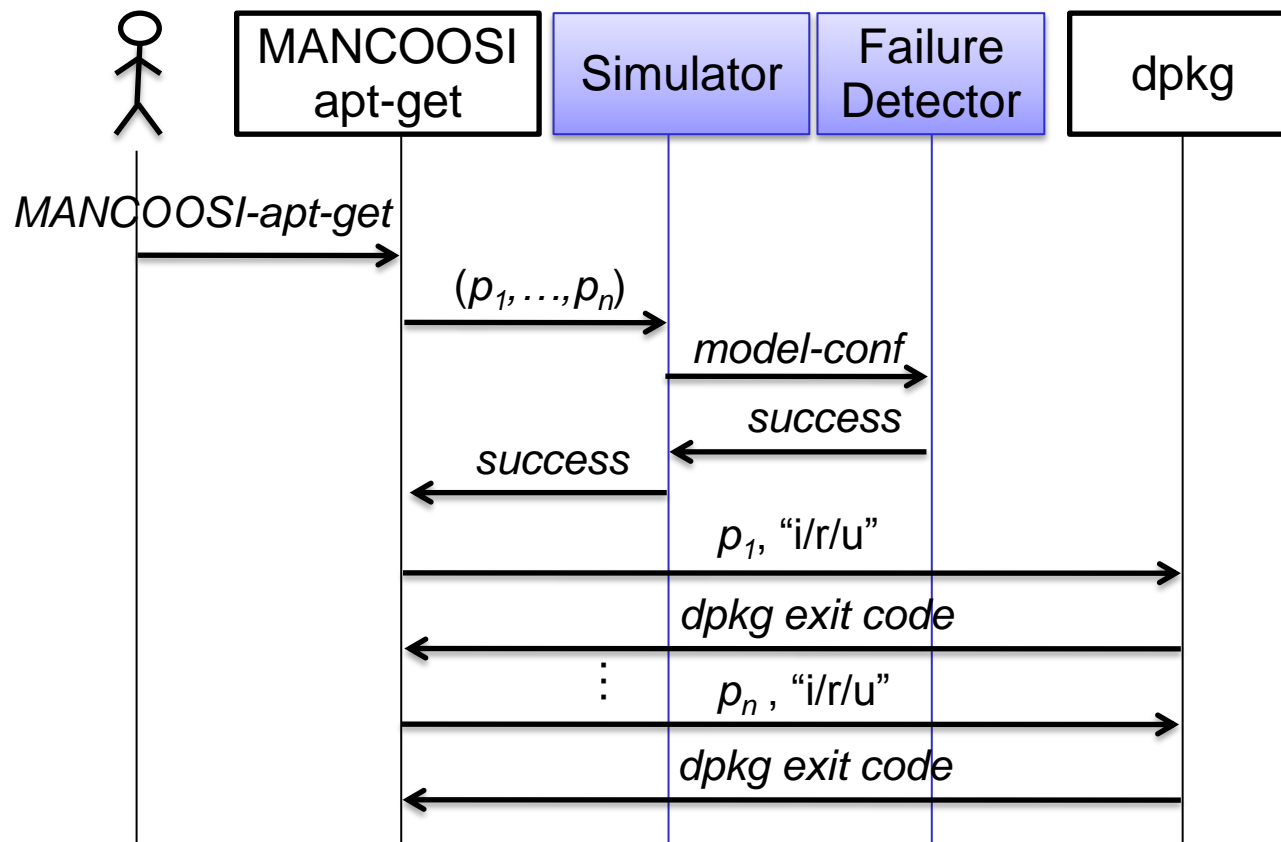 MANCOOSI
apt-get
Simulator
Failure
Detector
dpkg
MANCOOSI-apt-get
(p1,…,pn)
model-conf
success
success
p1, “i/r/u”
dpkg exit code
⋮
pn , “i/r/u”
dpkg exit code